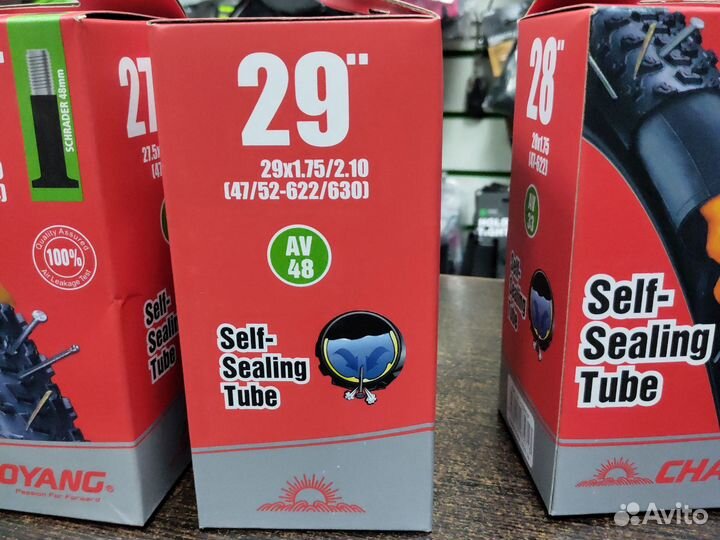 SCHRADER 48mm
27
27.5x
(47
Quality Assured
100%
Air Leakage Test
Self-
Sealing
Tube
OYANG®
Passion For Forward
29"
29x1.75/2.10
(47/52-622/630)
AV
48
Self-
Sealing
Tube
28"
28x1.75
(47-622)
AV
33
Self-
Sealing
Tube
CHA
Avito